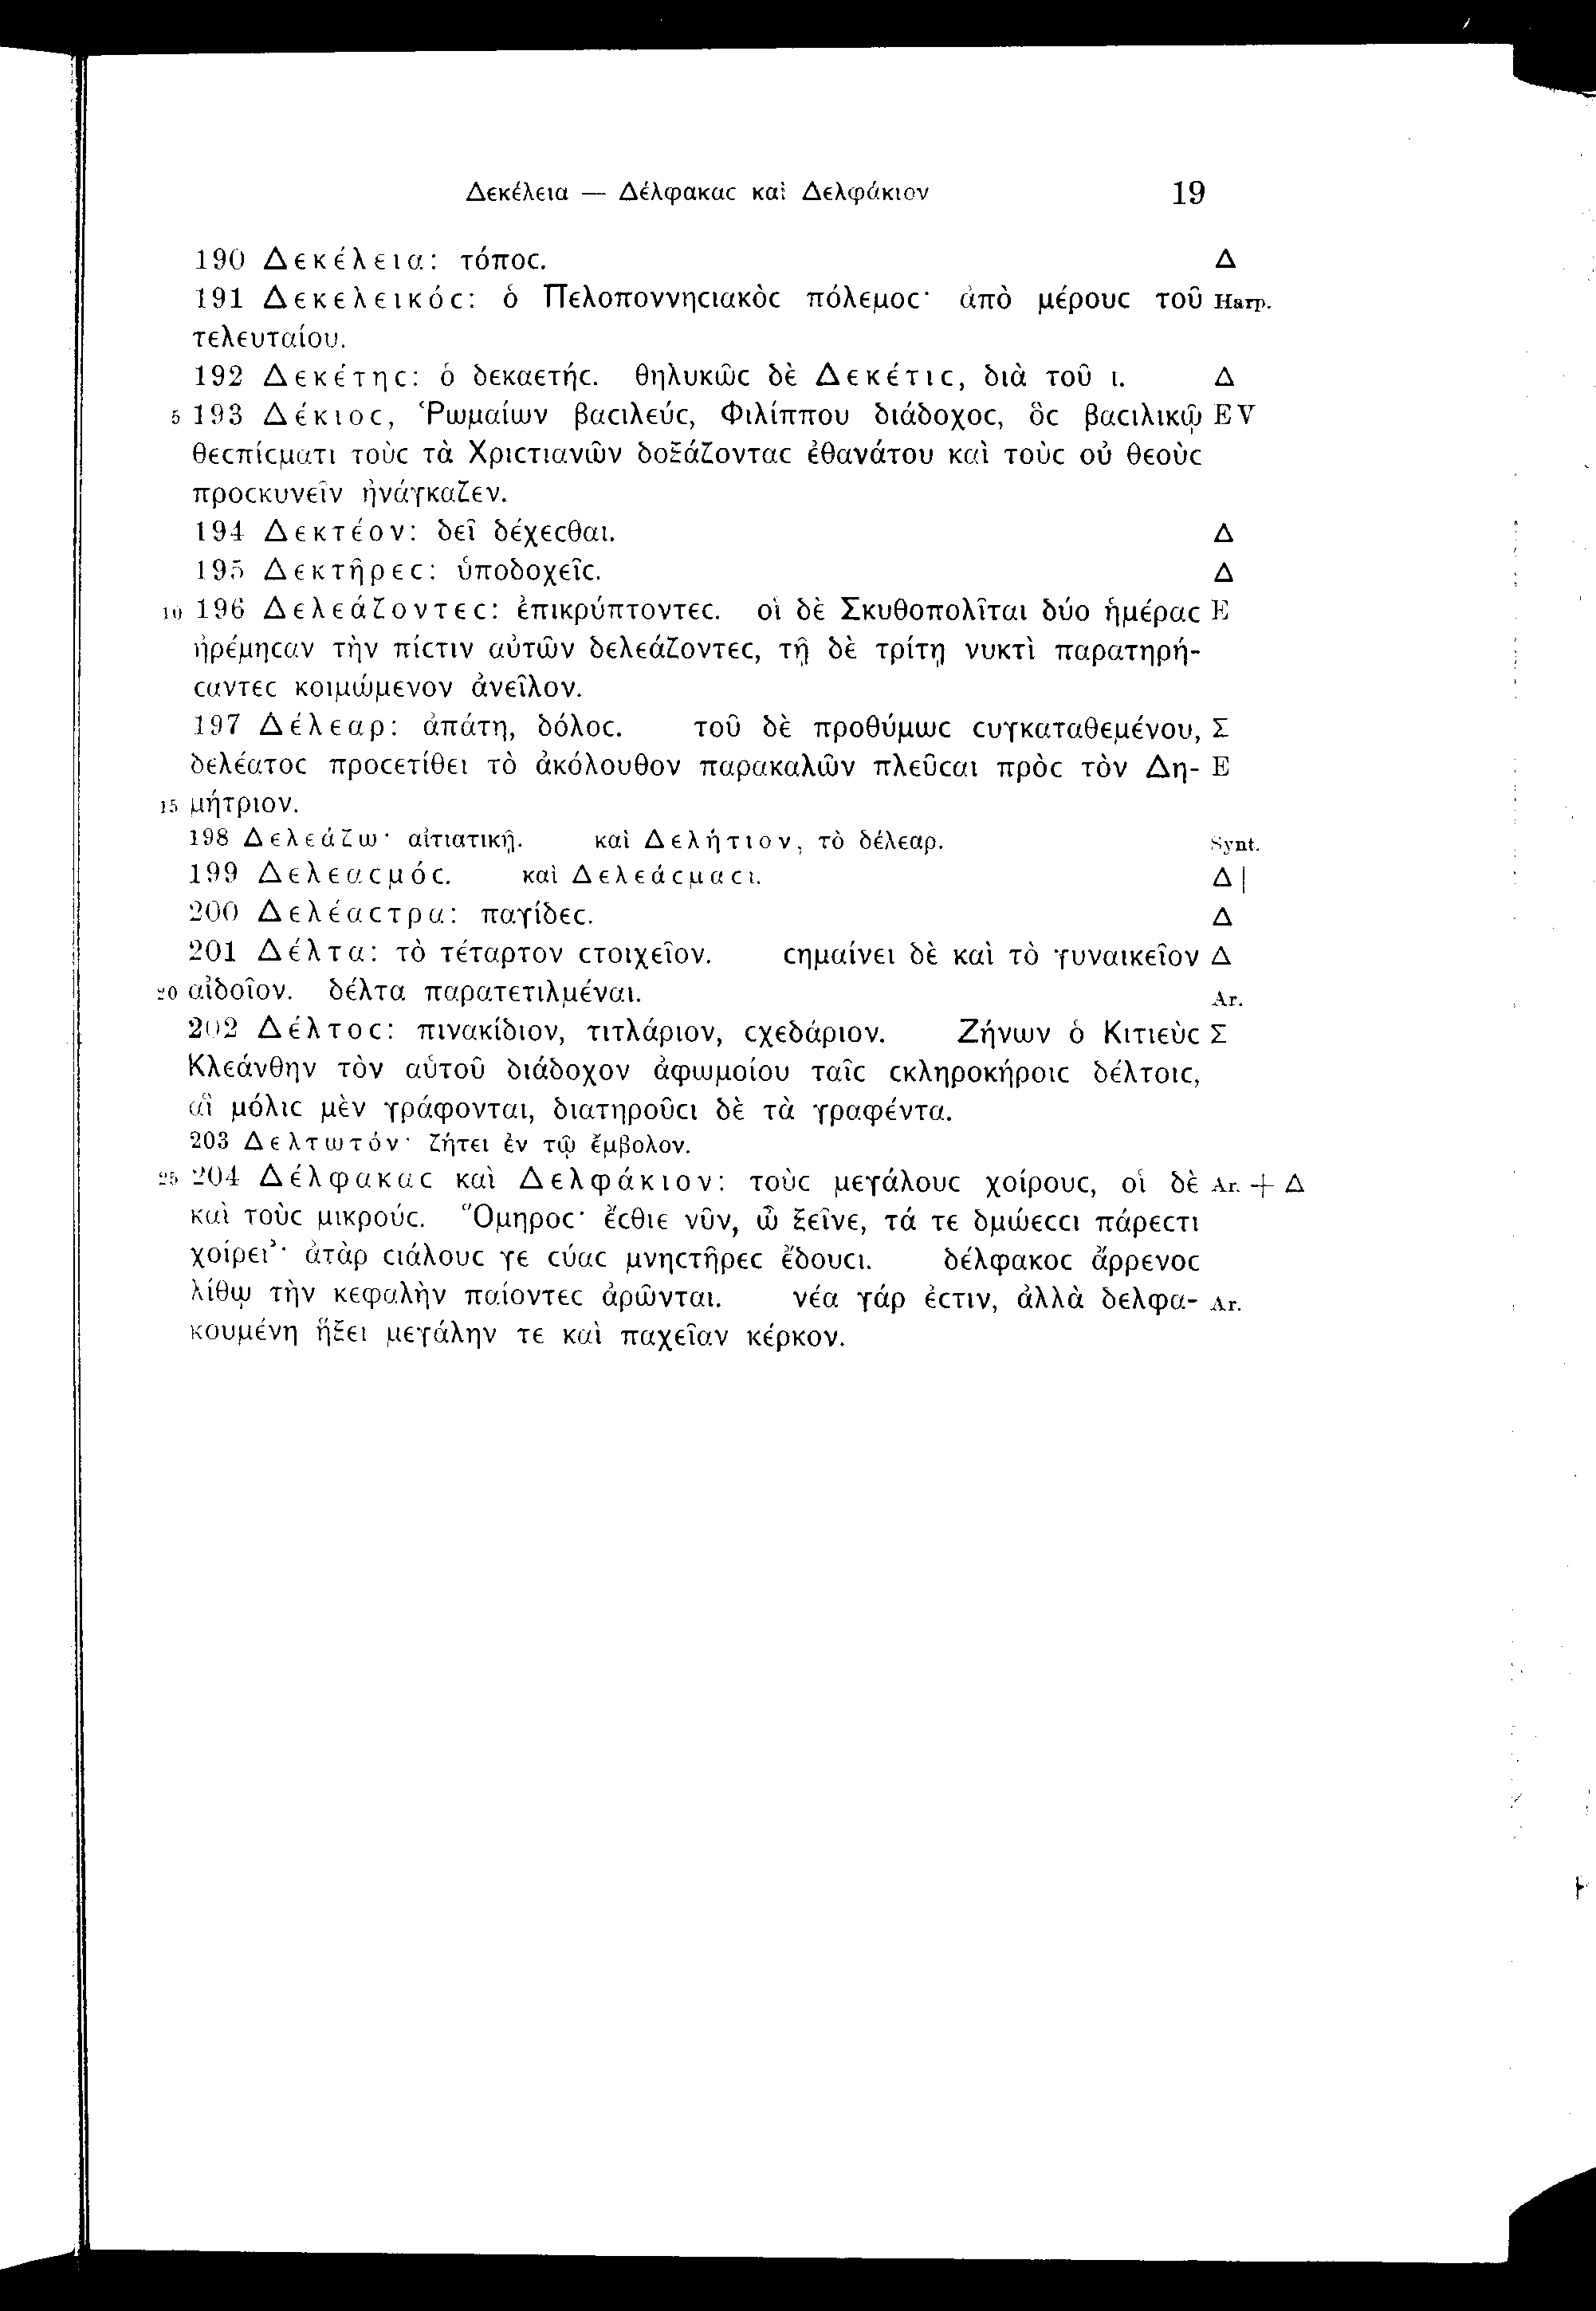 Δεκέλεια — Δέλφακας καὶ Δελφάκιον 19
190 Δεκέλεια: τόποϲ. Δ
191 Δεκελεικόϲ: ὁ Πελοποννηϲιακὸϲ πόλεμοϲ· ἀπὸ μέρουϲ τοῦ Harp.
τελευταίου.
192 Δεκέτηϲ: ὁ δεκαετήϲ. θηλυκῶϲ δὲ Δεκέτιϲ, διὰ τοῦ ι. Δ
5 193 Δέκιοϲ, Ῥωμαίων βαϲιλεύϲ, Φιλίππου διάδοχοϲ, ὃϲ βαϲιλικῷ EV
θεϲπίϲματι τοὺϲ τὰ Χριϲτιανῶν δοξάζονταϲ ἐθανάτου καὶ τοὺϲ οὐ θεοὺϲ
προϲκυνεῖν ἠνάγκαζεν.
194 Δεκτέον: δεῖ δέχεϲθαι. Δ
195 Δεκτῆρεϲ: ὑποδοχεῖϲ. Δ
10 196 Δελεάζοντεϲ: ἐπικρύπτοντεϲ. οἱ δὲ Σκυθοπολῖται δύο ἡμέραϲ E
ἠρέμηϲαν τὴν πίϲτιν αὐτῶν δελεάζοντεϲ, τῇ δὲ τρίτῃ νυκτὶ παρατηρή-
ϲαντεϲ κοιμώμενον ἀνεῖλον.
197 Δέλεαρ: ἀπάτη, δόλοϲ. τοῦ δὲ προθύμωϲ ϲυγκαταθεμένου, Σ
δελέατοϲ προϲετίθει τὸ ἀκόλουθον παρακαλῶν πλεῦϲαι πρὸϲ τὸν Δη- E
15 μήτριον.
198 Δελεάζω· αἰτιατικῇ. καὶ Δελήτιον, τὸ δέλεαρ. Synt.
199 Δελεαϲμόϲ. καὶ Δελεάϲμαϲι. Δ|
200 Δελέαϲτρα: παγίδεϲ. Δ
201 Δέλτα: τὸ τέταρτον ϲτοιχεῖον. ϲημαίνει δὲ καὶ τὸ γυναικεῖον Δ
20 αἰδοῖον. δέλτα παρατετιλμέναι. Ar.
202 Δέλτοϲ: πινακίδιον, τιτλάριον, ϲχεδάριον. Ζήνων ὁ Κιτιεὺϲ Σ
Κλεάνθην τὸν αὑτοῦ διάδοχον ἀφωμοίου ταῖϲ ϲκληροκήροιϲ δέλτοιϲ,
αἳ μόλιϲ μὲν γράφονται, διατηροῦϲι δὲ τὰ γραφέντα.
203 Δελτωτόν· ζήτει ἐν τῷ ἔμβολον.
25 204 Δέλφακαϲ καὶ Δελφάκιον: τοὺϲ μεγάλουϲ χοίρουϲ, οἱ δὲ Ar. + Δ
καὶ τοὺϲ μικρούϲ. Ὅμηροϲ· ἔϲθιε νῦν, ὦ ξεῖνε, τά τε δμώεϲϲι πάρεϲτι
χοίρει’· ἀτὰρ ϲιάλουϲ γε ϲύαϲ μνηϲτῆρεϲ ἔδουϲι. δέλφακοϲ ἄρρενοϲ
λίθῳ τὴν κεφαλὴν παίοντεϲ ἀρῶνται. νέα γάρ ἐϲτιν, ἀλλὰ δελφα- Ar.
κουμένη ἥξει μεγάλην τε καὶ παχεῖαν κέρκον.